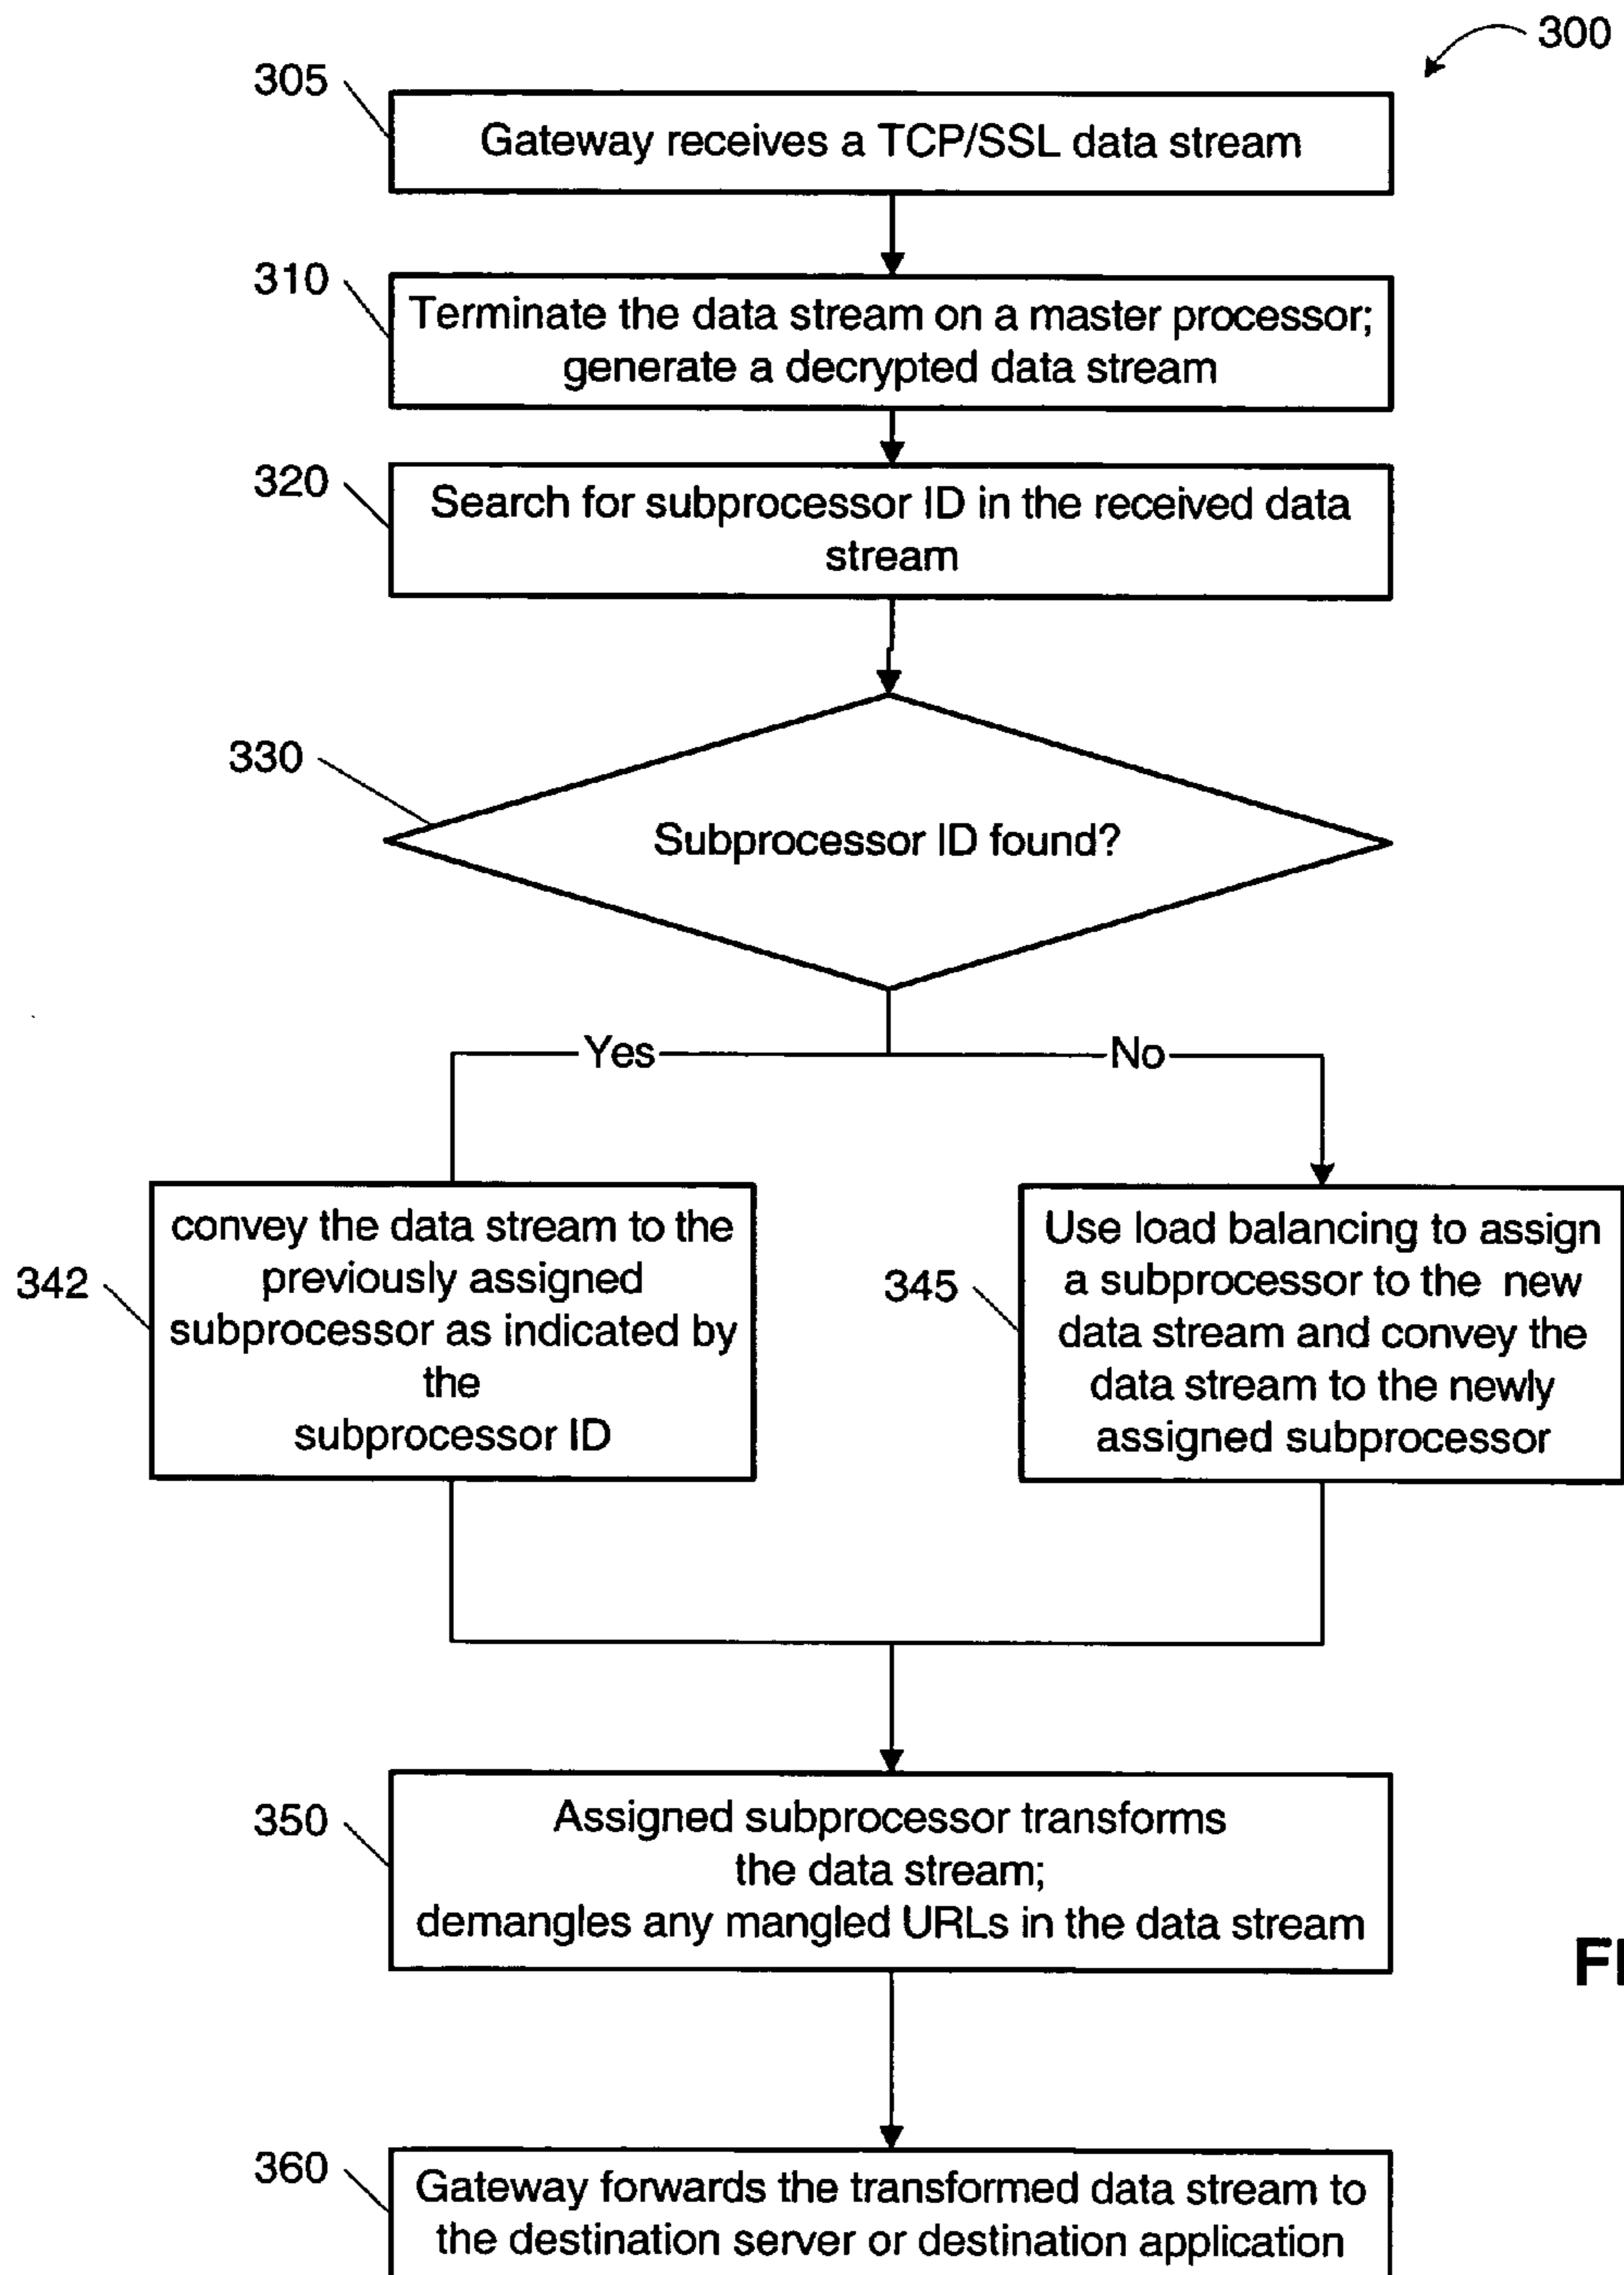 300
305
Gateway receives a TCP/SSL data stream
310
Terminate the data stream on a master processor;
generate a decrypted data stream
320
Search for subprocessor ID in the received data
stream
330
Subprocessor ID found?
Yes
No
342
convey the data stream to the
previously assigned
subprocessor as indicated by
the
subprocessor ID
345
Use load balancing to assign
a subprocessor to the new
data stream and convey the
data stream to the newly
assigned subprocessor
350
Assigned subprocessor transforms
the data stream;
demangles any mangled URLs in the data stream
360
Gateway forwards the transformed data stream to
the destination server or destination application